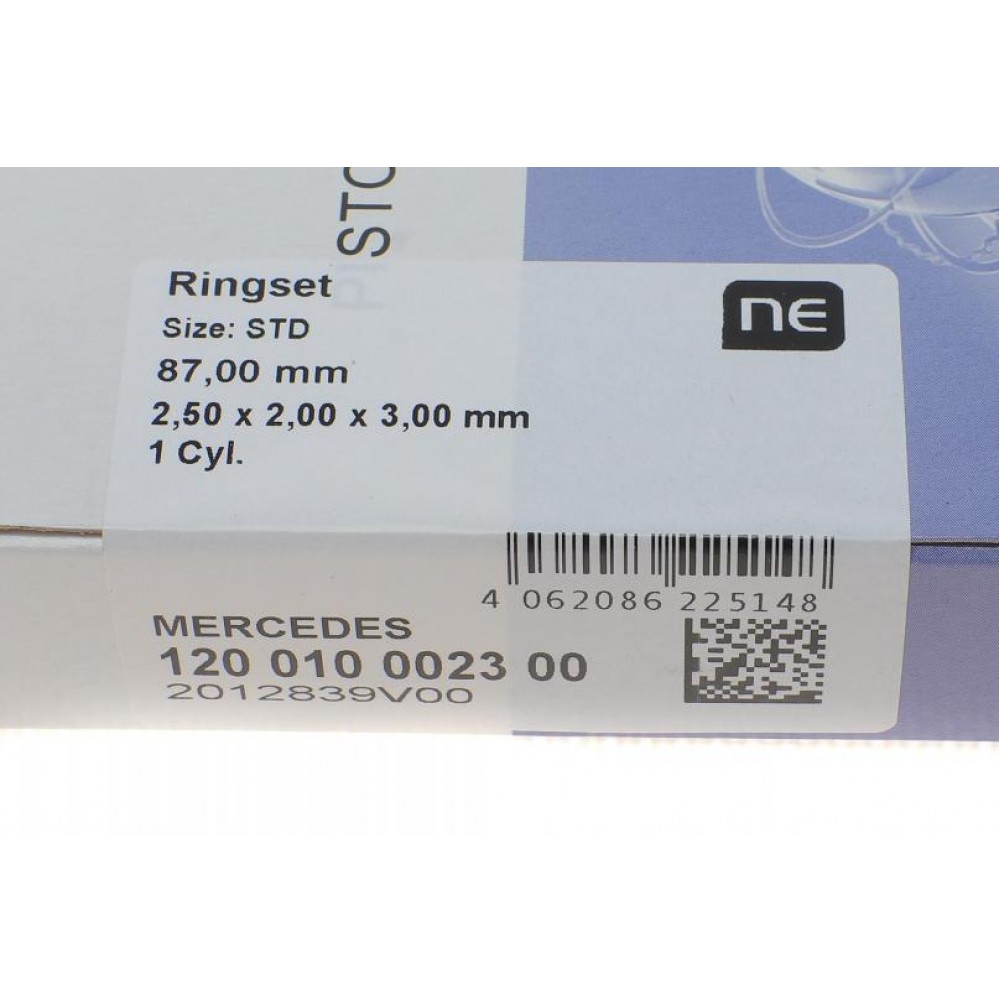 P STO
Ringset
NE
Size: STD
87,00 mm
2,50 x 2,00 x 3,00 mm
1 Cyl.
4 062086 225148
MERCEDES
120 010 0023 00
2012839V00